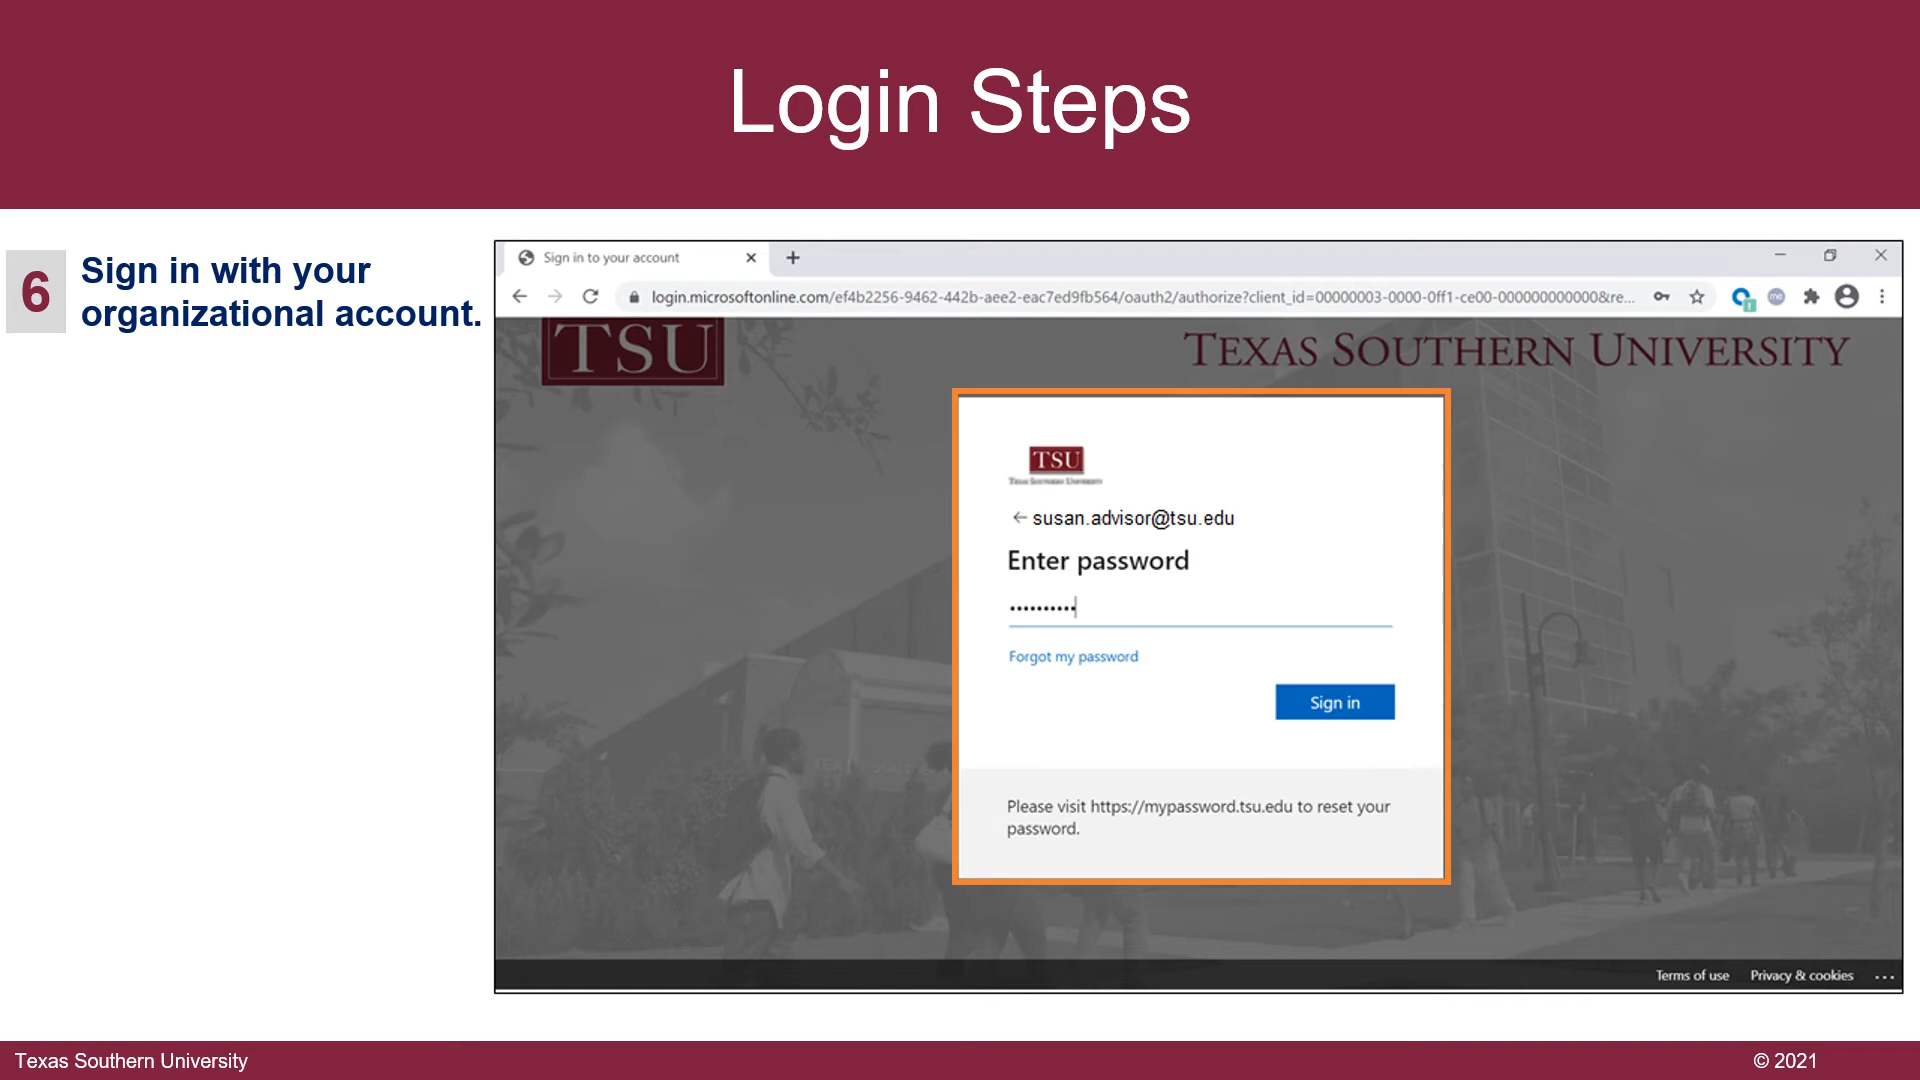 Login Steps
6
Sign in with your
organizational account.
Sign in to your account
login.microsoftonline.com/ef4b2256-9462-442b-aee2-eac7ed9fb564/oauth2/authorize?client_id=00000003-0000-0ff1-ce00-000000000000&re...
TSU
TEXAS SOUTHERN UNIVERSITY
TSU
Texas Southern University
susan.advisor@tsu.edu
Enter password
••••••••••
Forgot my password
Sign in
Please visit https://mypassword.tsu.edu to reset your
password.
Terms of use Privacy & cookies ...
Texas Southern University
© 2021